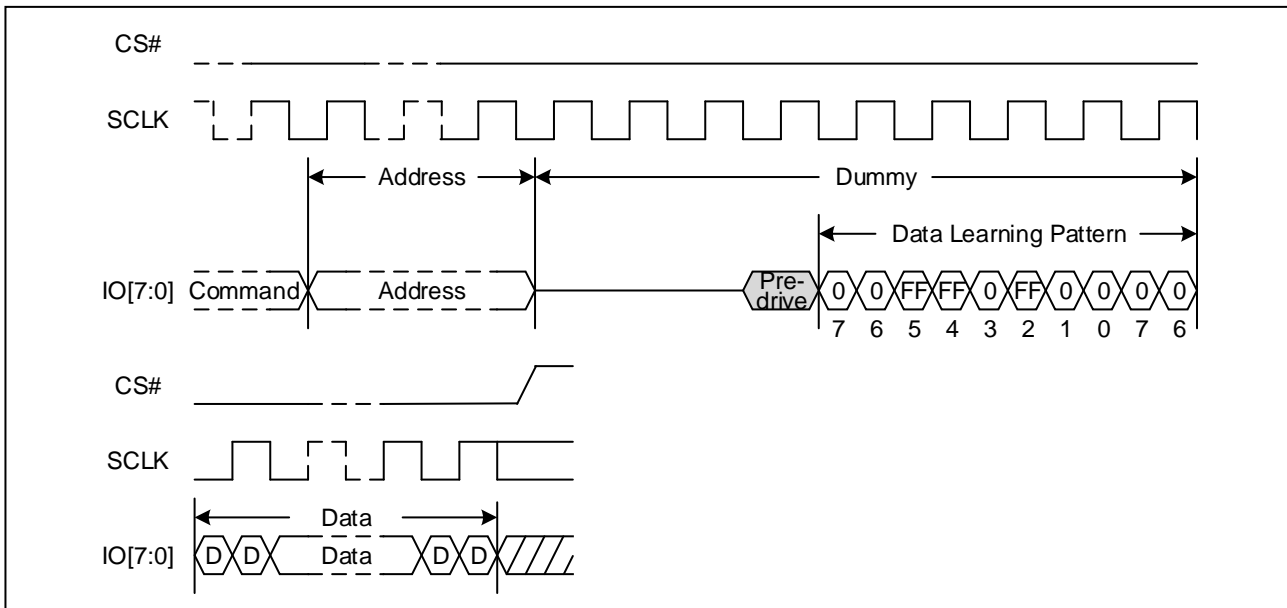 CS#
SCLK
Address
Dummy
Data Learning Pattern
IO[7:0] Command Address Pre-drive 0 0 FF FF 0 FF 0 0 0 0
7 6 5 4 3 2 1 0 7 6
CS#
SCLK
Data
IO[7:0] D D Data D D